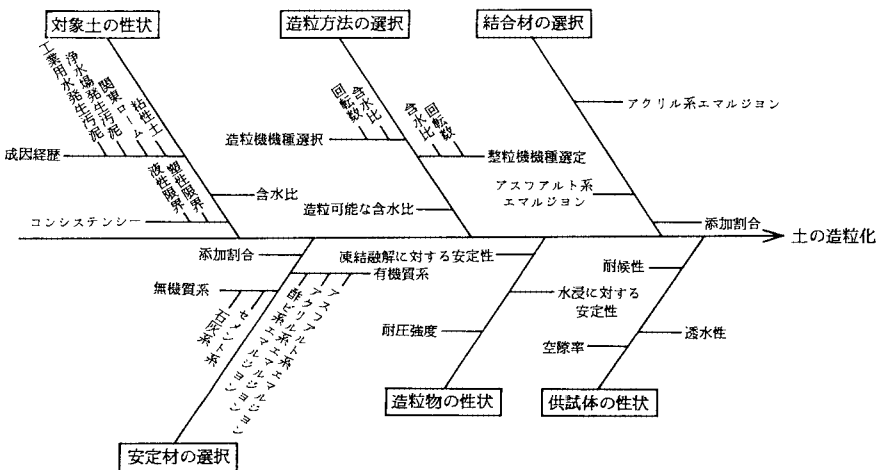 対象土の性状
造粒方法の選択
結合材の選択
工業用水発生汚泥
浄水場発生汚泥
関東ローム
粘性土
成因経歴
液性限界
塑性限界
含水比
コンシステンシー
回転数
含水比
造粒機機種選択
含水比
回転数
整粒機機種選定
造粒可能な含水比
アクリル系エマルジョン
アスファルト系
エマルジョン
添加割合
土の造粒化
添加割合
無機質系
石灰系
セメント系
有機質系
酢ビ系エマルジョン
アクリル系エマルジョン
アスファルト系エマルジョン
安定材の選択
凍結融解に対する安定性
水浸に対する
安定性
耐圧強度
造粒物の性状
耐候性
透水性
空隙率
供試体の性状